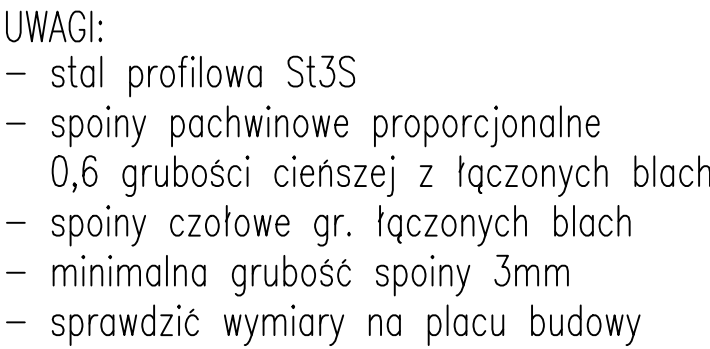 UWAGI:
– stal profilowa St3S
– spoiny pachwinowe proporcjonalne
0,6 grubości cieńszej z łączonych blach
– spoiny czołowe gr. łączonych blach
– minimalna grubość spoiny 3mm
– sprawdzić wymiary na placu budowy